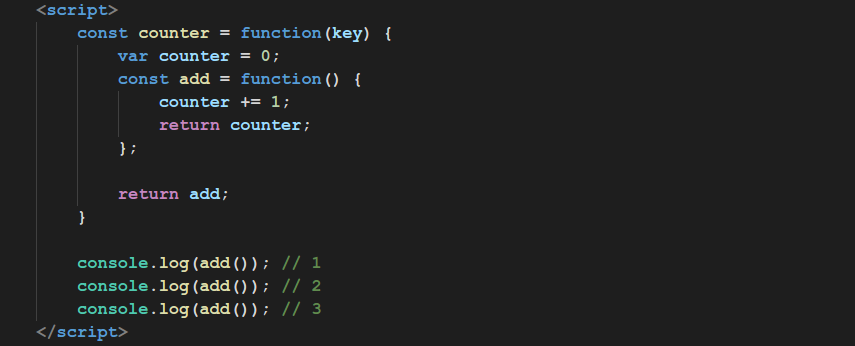 <script>
const counter = function(key) {
var counter = 0;
const add = function() {
counter += 1;
return counter;
};
return add;
}
console.log(add()); // 1
console.log(add()); // 2
console.log(add()); // 3
</script>